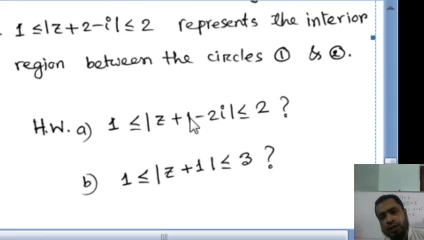 1 ≤|z+2-i|≤ 2 represents the interior
region between the circles ① & ②.
H.W. a) 1 ≤|z+1-2i|≤ 2 ?
b) 1 ≤|z+1|≤ 3 ?